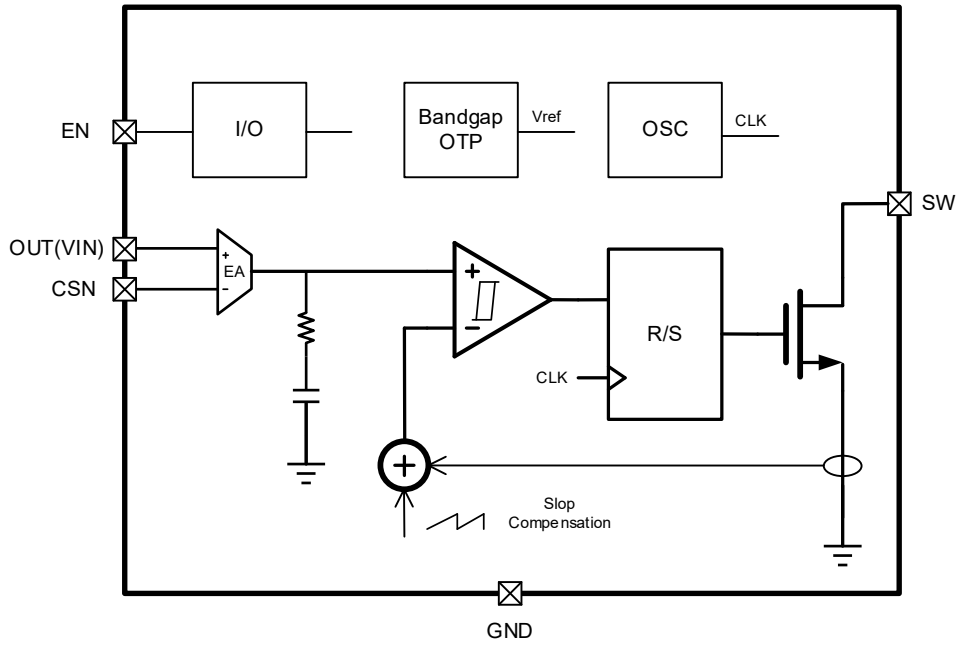 EN
I/O
Bandgap
OTP
Vref
OSC
CLK
SW
OUT(VIN)
CSN
+
EA
-
+
−
R/S
CLK
+
Slop
Compensation
GND